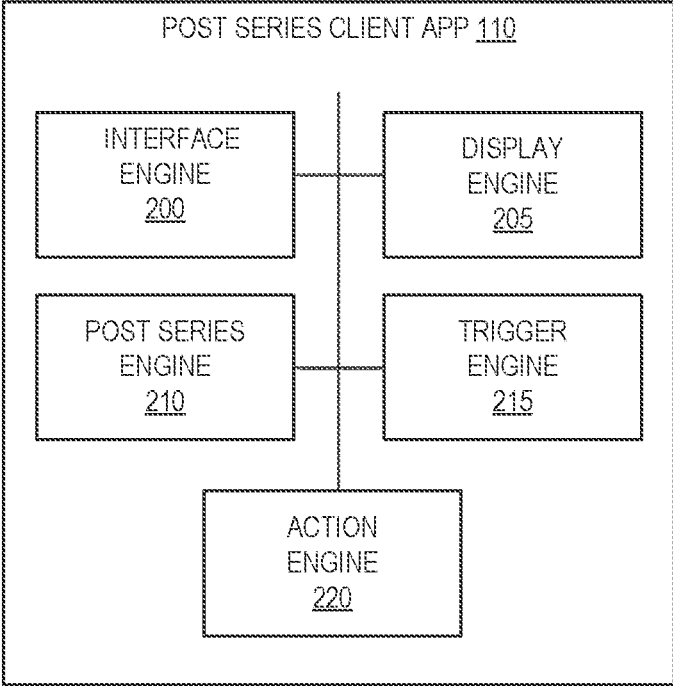 POST SERIES CLIENT APP 110
INTERFACE
ENGINE
200
DISPLAY
ENGINE
205
POST SERIES
ENGINE
210
TRIGGER
ENGINE
215
ACTION
ENGINE
220